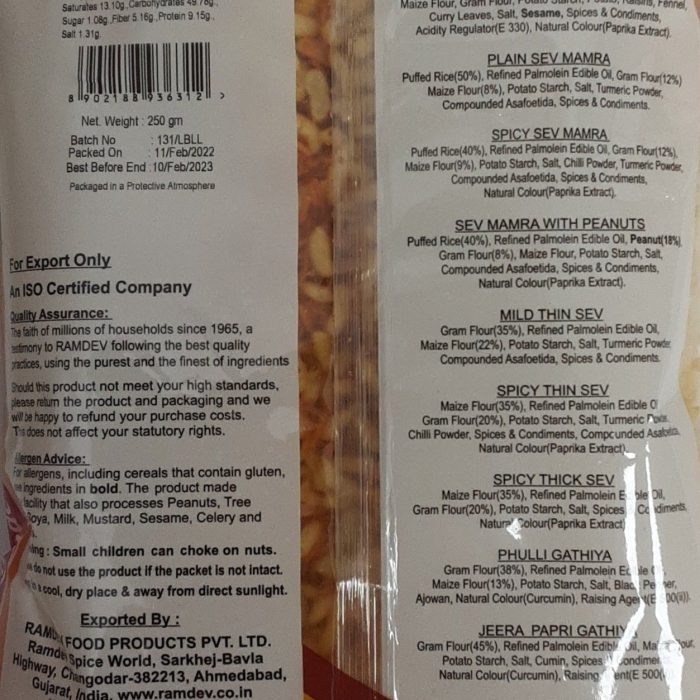 Saturates 13.10g, Carbohydrates 49.76g,
Sugar 1.08g, Fiber 5.16g, Protein 9.15g,
Salt 1.31g.
8 902188 936312 >
Net. Weight : 250 gm
Batch No : 131/LBLL
Packed On : 11/Feb/2022
Best Before End : 10/Feb/2023
Packaged in a Protective Atmosphere
For Export Only
An ISO Certified Company
Quality Assurance:
The faith of millions of households since 1965, a
testimony to RAMDEV following the best quality
practices, using the purest and the finest of ingredients
Should this product not meet your high standards,
please return the product and packaging and we
will be happy to refund your purchase costs.
This does not affect your statutory rights.
Allergen Advice:
For allergens, including cereals that contain gluten,
ingredients in bold. The product made
facility that also processes Peanuts, Tree
Soya, Milk, Mustard, Sesame, Celery and
: Small children can choke on nuts.
do not use the product if the packet is not intact.
cool, dry place & away from direct sunlight.
Exported By :
FOOD PRODUCTS PVT. LTD.
Ramdev Spice World, Sarkhej-Bavla
Highway, Changodar-382213, Ahmedabad,
Gujarat, India. www.ramdev.co.in
Maize Flour, Gram Flour, Fennel,
Curry Leaves, Salt, Sesame, Spices & Condiments,
Acidity Regulator(E 330), Natural Colour(Paprika Extract).
PLAIN SEV MAMRA
Puffed Rice(50%), Refined Palmolein Edible Oil, Gram Flour(12%)
Maize Flour(8%), Potato Starch, Salt, Turmeric Powder,
Compounded Asafoetida, Spices & Condiments.
SPICY SEV MAMRA
Puffed Rice(40%), Refined Palmolein Edible Oil, Gram Flour(12%),
Maize Flour(9%), Potato Starch, Salt, Chilli Powder, Turmeric Powder,
Compounded Asafoetida, Spices & Condiments,
Natural Colour(Paprika Extract).
SEV MAMRA WITH PEANUTS
Puffed Rice(40%), Refined Palmolein Edible Oil, Peanut(18%)
Gram Flour(8%), Maize Flour, Potato Starch, Salt,
Compounded Asafoetida, Spices & Condiments,
Natural Colour(Paprika Extract).
MILD THIN SEV
Gram Flour(35%), Refined Palmolein Edible Oil,
Maize Flour(22%), Potato Starch, Salt, Turmeric Powder
Compounded Asafoetida, Spices & Condiments.
SPICY THIN SEV
Maize Flour(35%), Refined Palmolein Edible
Gram Flour(20%), Potato Starch, Salt, Turmeric
Chilli Powder, Spices & Condiments, Compounded Asafoetida,
Natural Colour(Paprika Extract)
SPICY THICK SEV
Maize Flour(35%), Refined Palmolein Edible Oil,
Gram Flour(20%), Potato Starch, Salt, Spices Condiments,
Natural Colour(Paprika Extract)
PHULLI GATHIYA
Gram Flour(38%), Refined Palmolein Edible
Maize Flour(13%), Potato Starch, Salt, Black Pepper,
Ajowan, Natural Colour(Curcumin), Raising Agent(E 500(ii)).
JEERA PAPRI GATHIYA
Gram Flour(45%), Refined Palmolein Edible Oil, Maize Flour,
Potato Starch, Salt, Cumin, Spices Condiments
Natural Colour(Curcumin), Raising